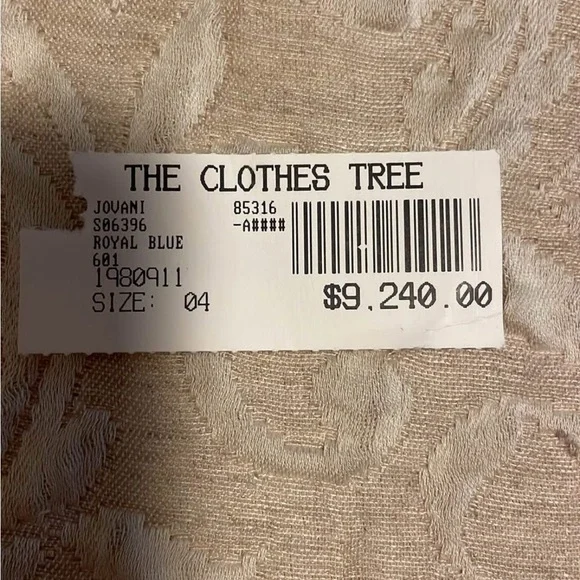 THE CLOTHES TREE
JOVANI 85316
S06396 -A####
ROYAL BLUE
601
1980911
SIZE: 04 $9,240.00